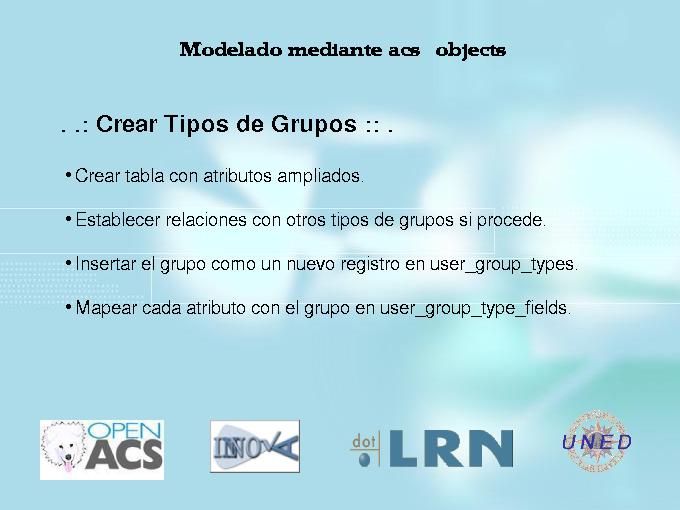 Modelado mediante acs objects
. .: Crear Tipos de Grupos :: .
•Crear tabla con atributos ampliados.
•Establecer relaciones con otros tipos de grupos si procede.
•Insertar el grupo como un nuevo registro en user_group_types.
•Mapear cada atributo con el grupo en user_group_type_fields.
OPEN
ACS
INNOVA
dot LRN
UNED